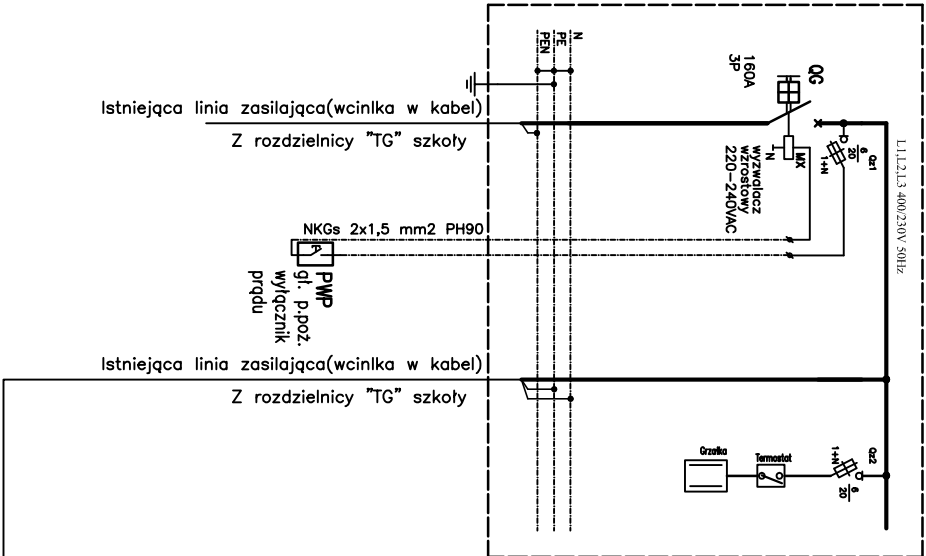 N
PE
PEN
160A
3P
QG
MX
N
wyzwalacz
wzrostowy
220-240VAC
Qz1
6
20
1+N
L1,L2,L3 400/230V 50Hz
Istniejąca linia zasilająca(wcinlka w kabel)
Z rozdzielnicy "TG" szkoły
NKGs 2x1,5 mm2 PH90
PWP
gł. p.poż.
wyłącznik
prądu
Istniejąca linia zasilająca(wcinlka w kabel)
Z rozdzielnicy "TG" szkoły
Grzałka
Termostat
Qz2
1+N
6
20